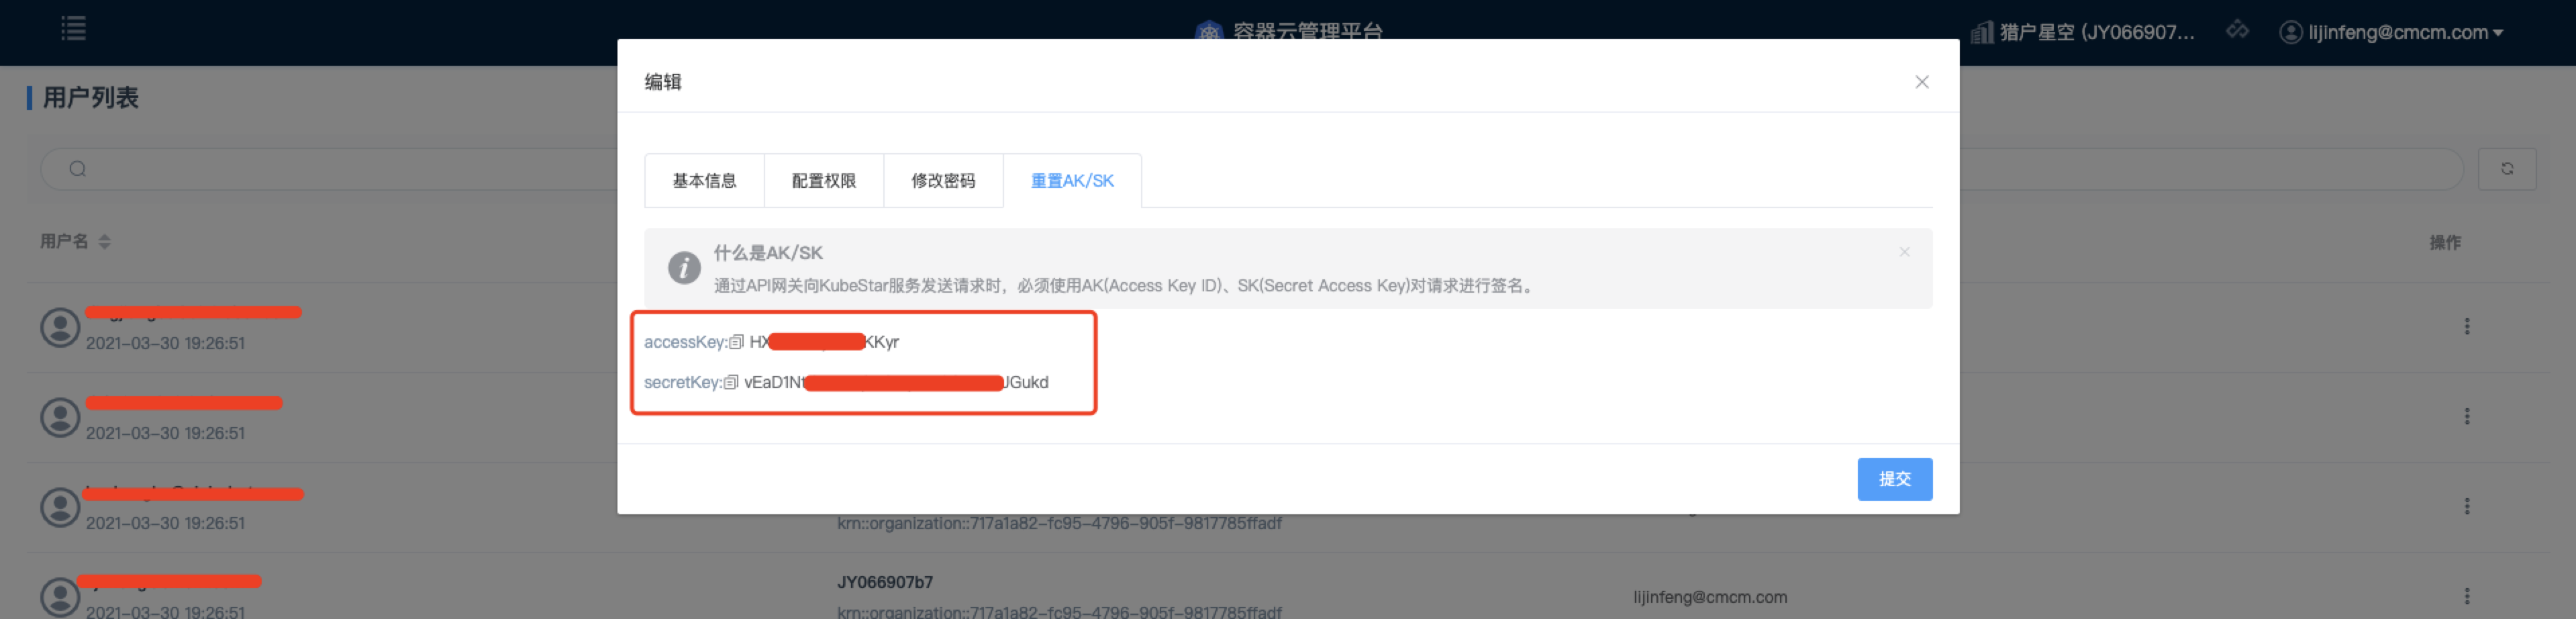 容器云管理平台
猎户星空 (JY066907...
lijinfeng@cmcm.com
用户列表
编辑
基本信息
配置权限
修改密码
重置AK/SK
什么是AK/SK
通过API网关向KubeStar服务发送请求时，必须使用AK(Access Key ID)、SK(Secret Access Key)对请求进行签名。
用户名
操作
2021-03-30 19:26:51
accessKey: HX KKyr
secretKey: vEaD1N JGukd
2021-03-30 19:26:51
提交
2021-03-30 19:26:51
krn::organization::717a1a82-fc95-4796-905f-9817785ffadf
JY066907b7
lijinfeng@cmcm.com
2021-03-30 19:26:51
krn::organization::717a1a82-fc95-4796-905f-9817785ffadf